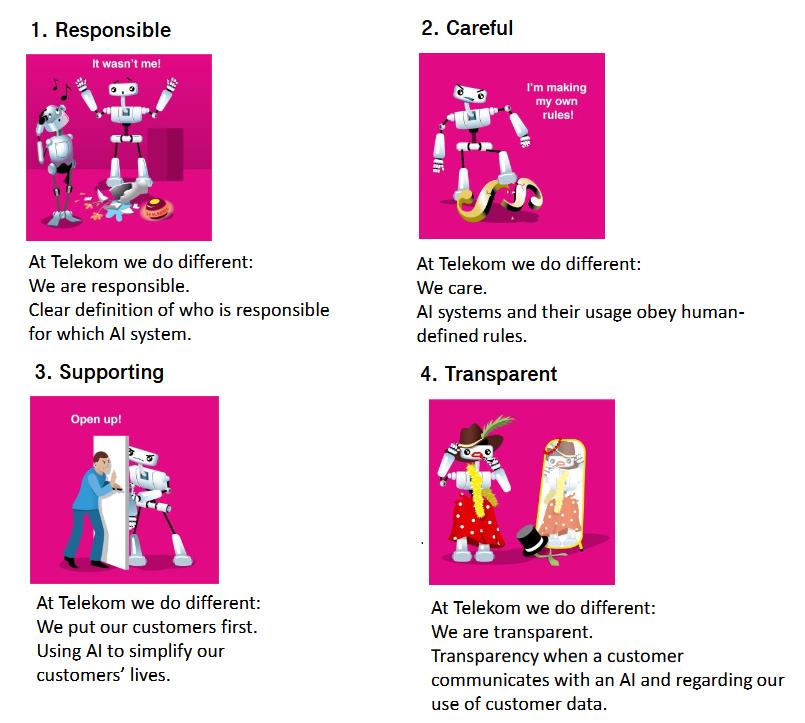 1. Responsible
It wasn't me!
At Telekom we do different:
We are responsible.
Clear definition of who is responsible
for which AI system.
2. Careful
I'm making
my own
rules!
At Telekom we do different:
We care.
AI systems and their usage obey human-
defined rules.
3. Supporting
Open up!
At Telekom we do different:
We put our customers first.
Using AI to simplify our
customers' lives.
4. Transparent
At Telekom we do different:
We are transparent.
Transparency when a customer
communicates with an AI and regarding our
use of customer data.